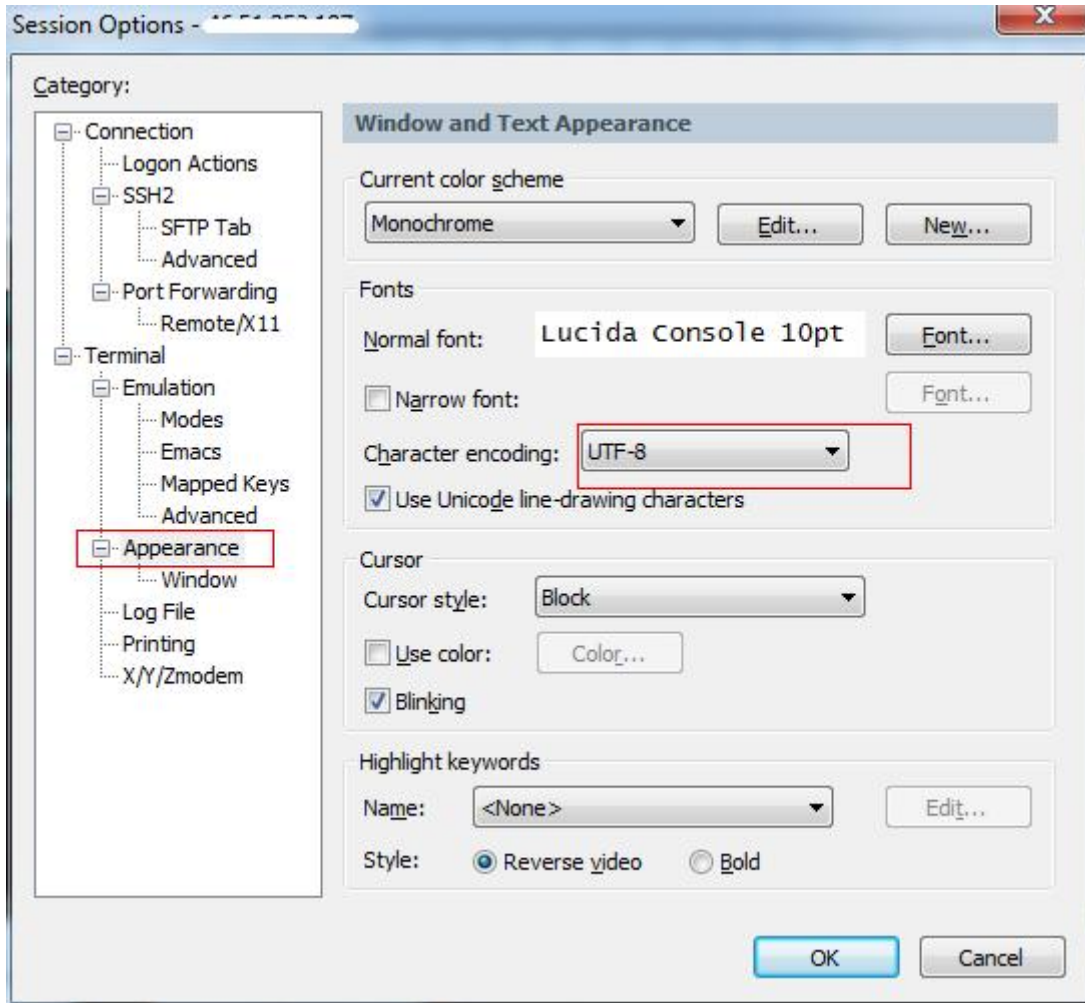 Session Options -
Category:
Connection
Logon Actions
SSH2
SFTP Tab
Advanced
Port Forwarding
Remote/X11
Terminal
Emulation
Modes
Emacs
Mapped Keys
Advanced
Appearance
Window
Log File
Printing
X/Y/Zmodem
Window and Text Appearance
Current color scheme
Monochrome Edit... New...
Fonts
Normal font: Lucida Console 10pt Font...
Narrow font: Font...
Character encoding: UTF-8
Use Unicode line-drawing characters
Cursor
Cursor style: Block
Use color: Color...
Blinking
Highlight keywords
Name: <None> Edit...
Style: Reverse video Bold
OK Cancel